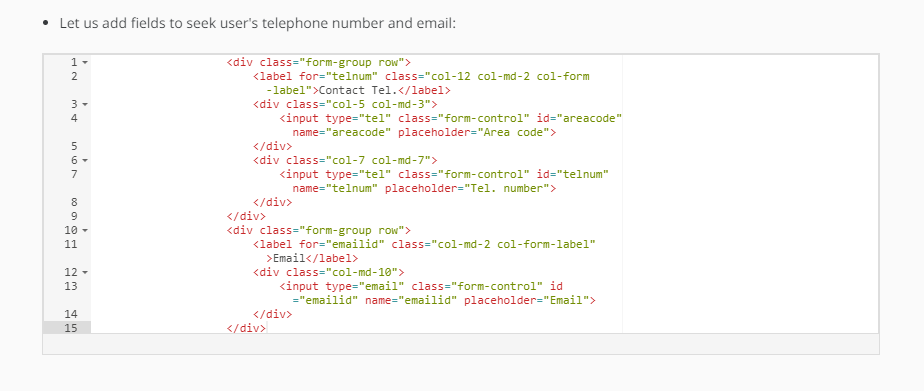 Let us add fields to seek user's telephone number and email:
1 <div class="form-group row">
2 <label for="telnum" class="col-12 col-md-2 col-form
-label">Contact Tel.</label>
3 <div class="col-5 col-md-3">
4 <input type="tel" class="form-control" id="areacode"
name="areacode" placeholder="Area code">
5 </div>
6 <div class="col-7 col-md-7">
7 <input type="tel" class="form-control" id="telnum"
name="telnum" placeholder="Tel. number">
8 </div>
9 </div>
10 <div class="form-group row">
11 <label for="emailid" class="col-md-2 col-form-label"
>Email</label>
12 <div class="col-md-10">
13 <input type="email" class="form-control" id
="emailid" name="emailid" placeholder="Email">
14 </div>
15 </div>